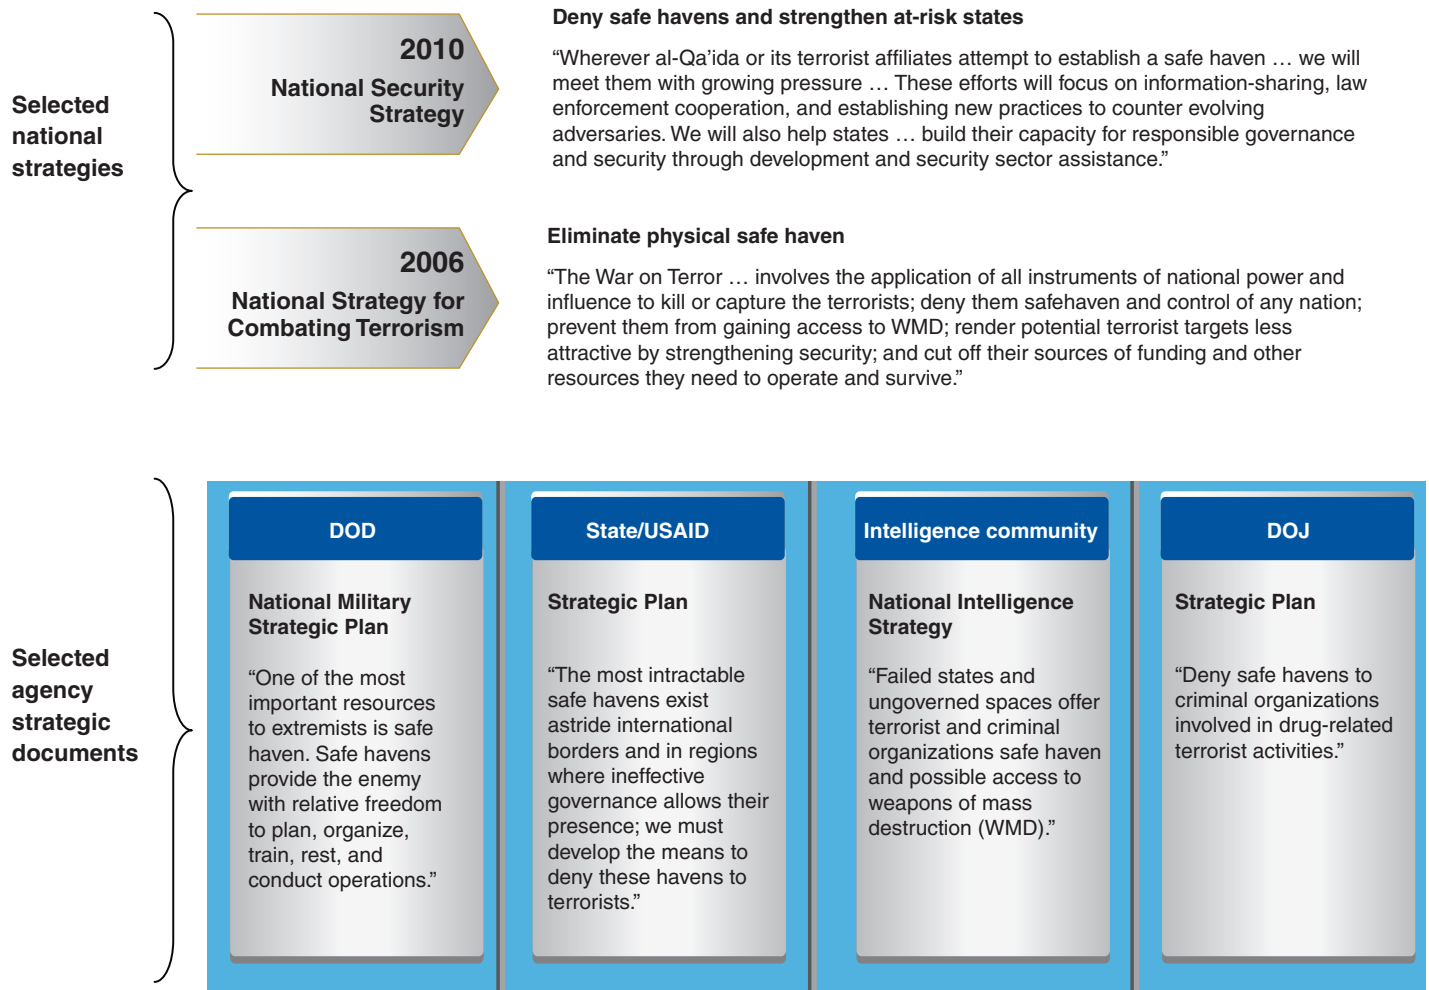 Selected
national
strategies
2010
National Security
Strategy
Deny safe havens and strengthen at-risk states
“Wherever al-Qa’ida or its terrorist affiliates attempt to establish a safe haven … we will
meet them with growing pressure … These efforts will focus on information-sharing, law
enforcement cooperation, and establishing new practices to counter evolving
adversaries. We will also help states … build their capacity for responsible governance
and security through development and security sector assistance.”
2006
National Strategy for
Combating Terrorism
Eliminate physical safe haven
“The War on Terror … involves the application of all instruments of national power and
influence to kill or capture the terrorists; deny them safehaven and control of any nation;
prevent them from gaining access to WMD; render potential terrorist targets less
attractive by strengthening security; and cut off their sources of funding and other
resources they need to operate and survive.”
Selected
agency
strategic
documents
DOD
National Military
Strategic Plan
“One of the most
important resources
to extremists is safe
haven. Safe havens
provide the enemy
with relative freedom
to plan, organize,
train, rest, and
conduct operations.”
State/USAID
Strategic Plan
“The most intractable
safe havens exist
astride international
borders and in regions
where ineffective
governance allows their
presence; we must
develop the means to
deny these havens to
terrorists.”
Intelligence community
National Intelligence
Strategy
“Failed states and
ungoverned spaces offer
terrorist and criminal
organizations safe haven
and possible access to
weapons of mass
destruction (WMD).”
DOJ
Strategic Plan
“Deny safe havens to
criminal organizations
involved in drug-related
terrorist activities.”